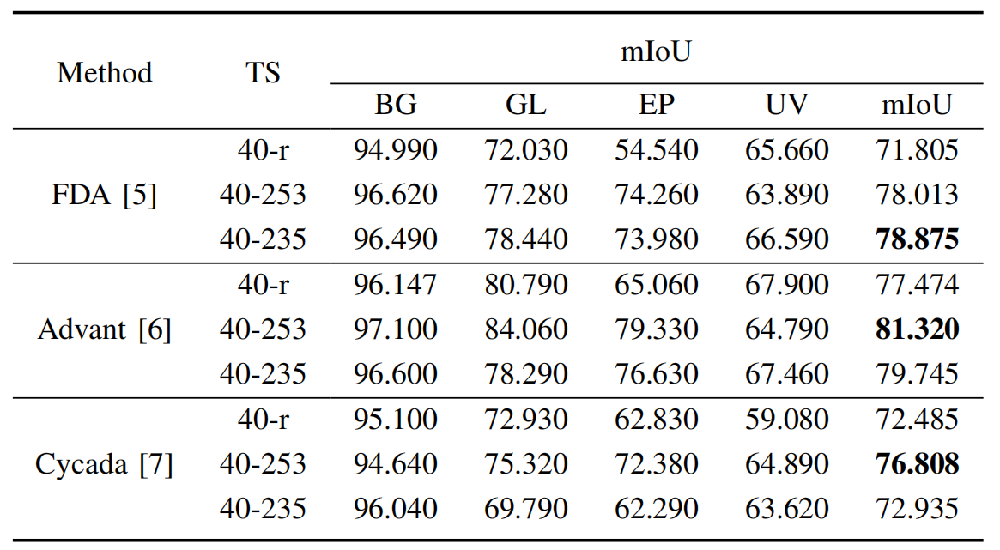 Method TS mIoU
BG GL EP UV mIoU
40-r 94.990 72.030 54.540 65.660 71.805
FDA [5] 40-253 96.620 77.280 74.260 63.890 78.013
40-235 96.490 78.440 73.980 66.590 78.875
40-r 96.147 80.790 65.060 67.900 77.474
Advant [6] 40-253 97.100 84.060 79.330 64.790 81.320
40-235 96.600 78.290 76.630 67.460 79.745
40-r 95.100 72.930 62.830 59.080 72.485
Cycada [7] 40-253 94.640 75.320 72.380 64.890 76.808
40-235 96.040 69.790 62.290 63.620 72.935